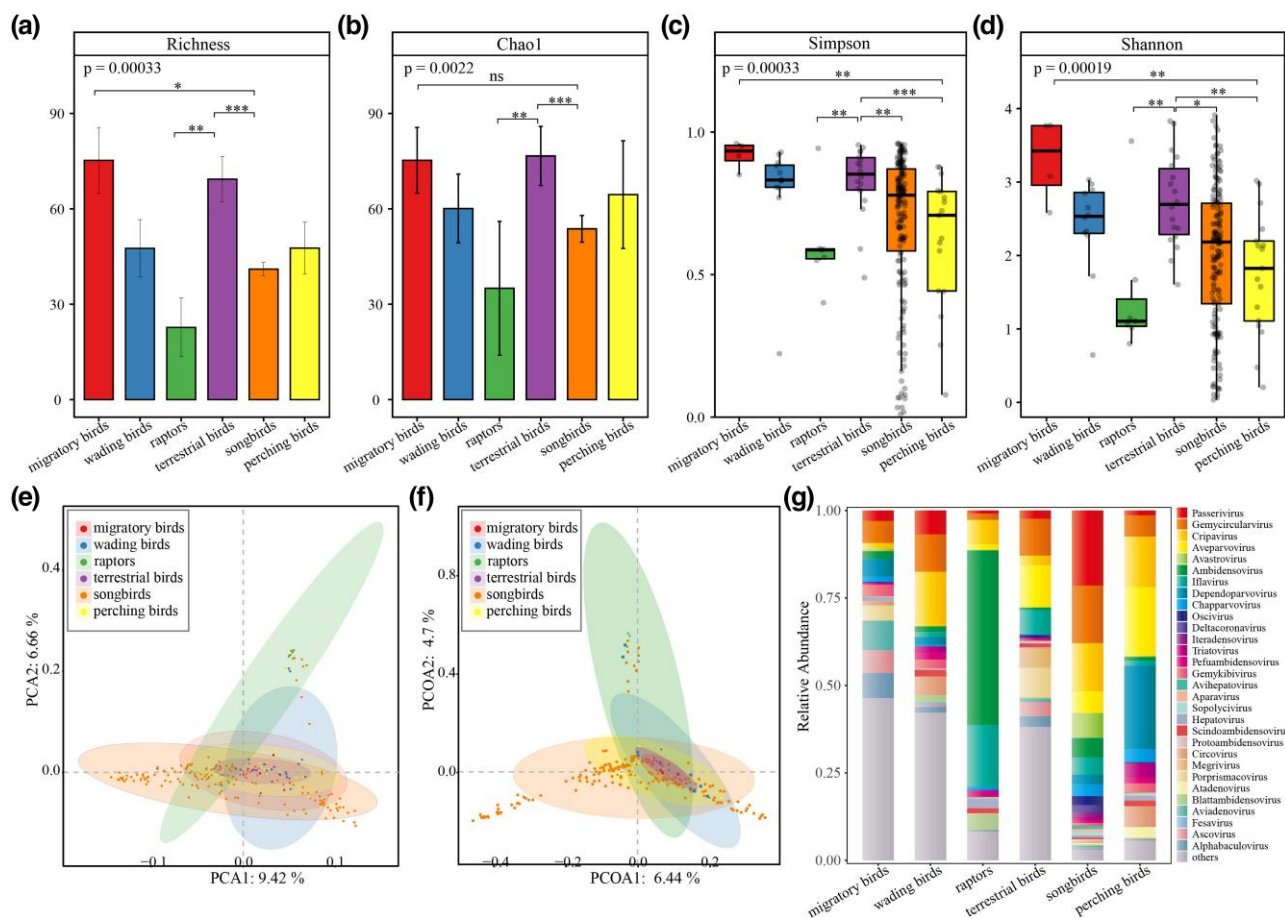 (a)
Richness
p = 0.00033
*
***
**
90
60
30
0
migratory birds
wading birds
raptors
terrestrial birds
songbirds
perching birds
(b)
Chao1
p = 0.0022
ns
***
**
90
60
30
0
migratory birds
wading birds
raptors
terrestrial birds
songbirds
perching birds
(c)
Simpson
p = 0.00033
**
***
**
**
1.0
0.5
0.0
migratory birds
wading birds
raptors
terrestrial birds
songbirds
perching birds
(d)
Shannon
p = 0.00019
**
**
**
*
4
3
2
1
0
migratory birds
wading birds
raptors
terrestrial birds
songbirds
perching birds
(e)
migratory birds
wading birds
raptors
terrestrial birds
songbirds
perching birds
PCA2: 6.66 %
0.4
0.2
0.0
−0.1
0.0
0.1
PCA1: 9.42 %
(f)
migratory birds
wading birds
raptors
terrestrial birds
songbirds
perching birds
PCOA2: 4.7 %
0.8
0.4
0.0
−0.4
−0.2
0.0
0.2
PCOA1: 6.44 %
(g)
Relative Abundance
1.00
0.75
0.50
0.25
0.00
migratory birds
wading birds
raptors
terrestrial birds
songbirds
perching birds
Passerivirus
Gemycircularvirus
Cripavirus
Aveparvovirus
Avastrovirus
Ambidensovirus
Iflavirus
Dependoparvovirus
Chapparvovirus
Oscivirus
Deltacoronavirus
Iteradensovirus
Triatovirus
Pefuambidensovirus
Gemykibivirus
Avihepatovirus
Aparavirus
Sopolycivirus
Hepatovirus
Scindoambidensoviru
Protoambidensovirus
Circovirus
Megrivirus
Porprismacovirus
Atadenovirus
Blattambidensovirus
Aviadenovirus
Fesavirus
Ascovirus
Alphabaculovirus
others